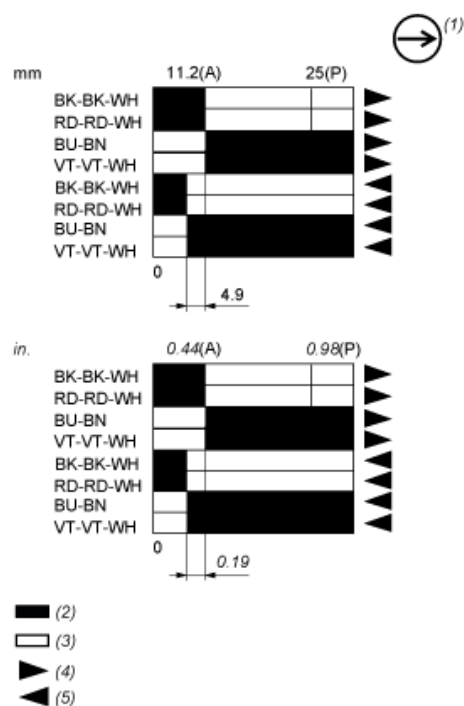 (1)
mm 11.2(A) 25(P)
BK-BK-WH
RD-RD-WH
BU-BN
VT-VT-WH
BK-BK-WH
RD-RD-WH
BU-BN
VT-VT-WH
0
4.9
in. 0.44(A) 0.98(P)
BK-BK-WH
RD-RD-WH
BU-BN
VT-VT-WH
BK-BK-WH
RD-RD-WH
BU-BN
VT-VT-WH
0
0.19
(2)
(3)
(4)
(5)